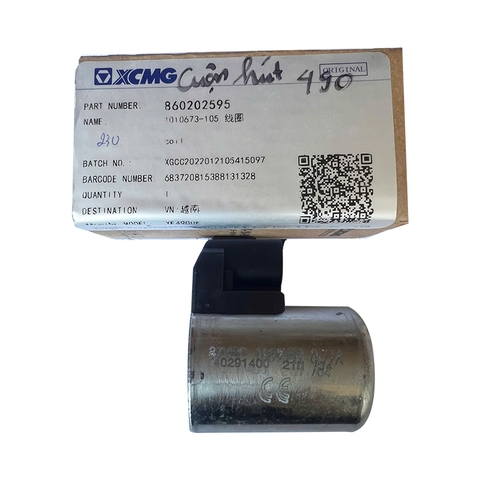 XCMG Cuộn hút 490
ORIGINAL
PART NUMBER: 860202595
NAME. 1010673-105 线圈
230 coil
BATCH NO.: XGCC2022012105415097
BARCODE NUMBER 683720815388131328
QUANTITY 1
DESTINATION VN-越南
40291400
CE